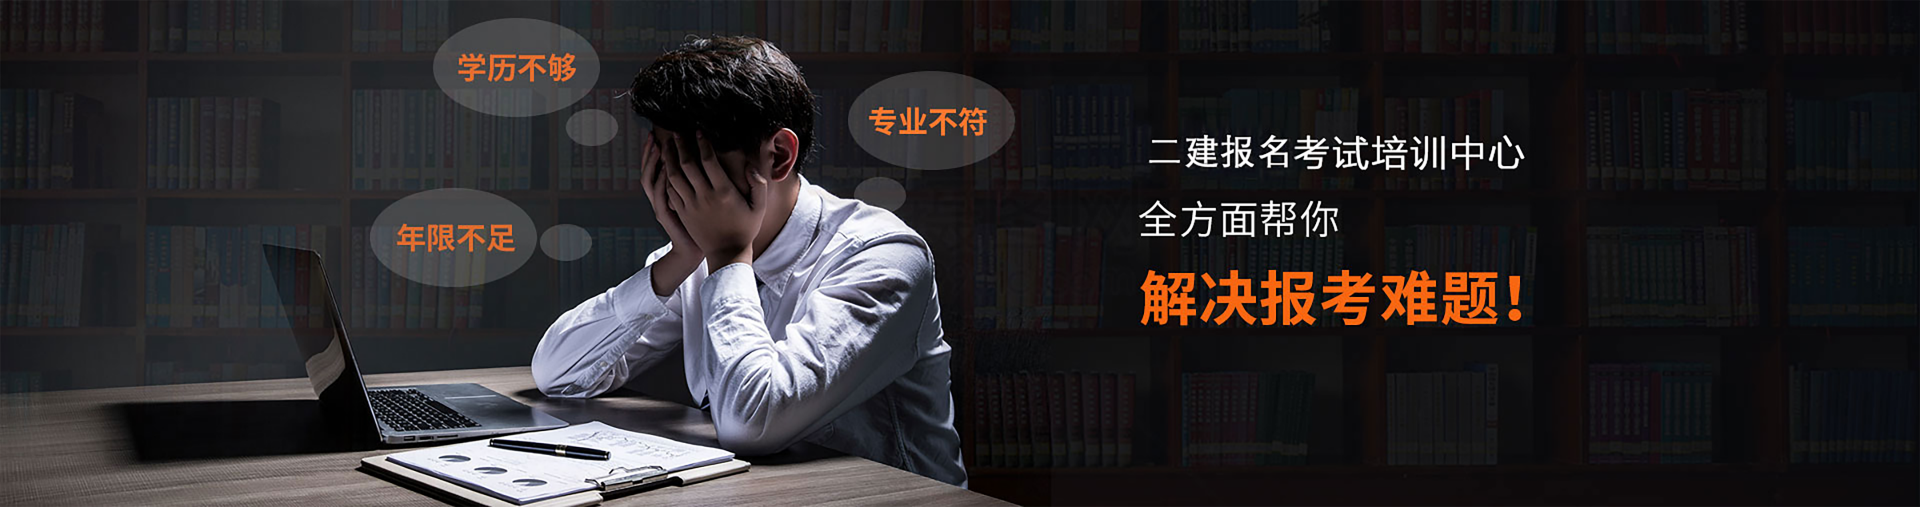 学历不够
专业不符
年限不足
二建报名考试培训中心
全方面帮你
解决报考难题！